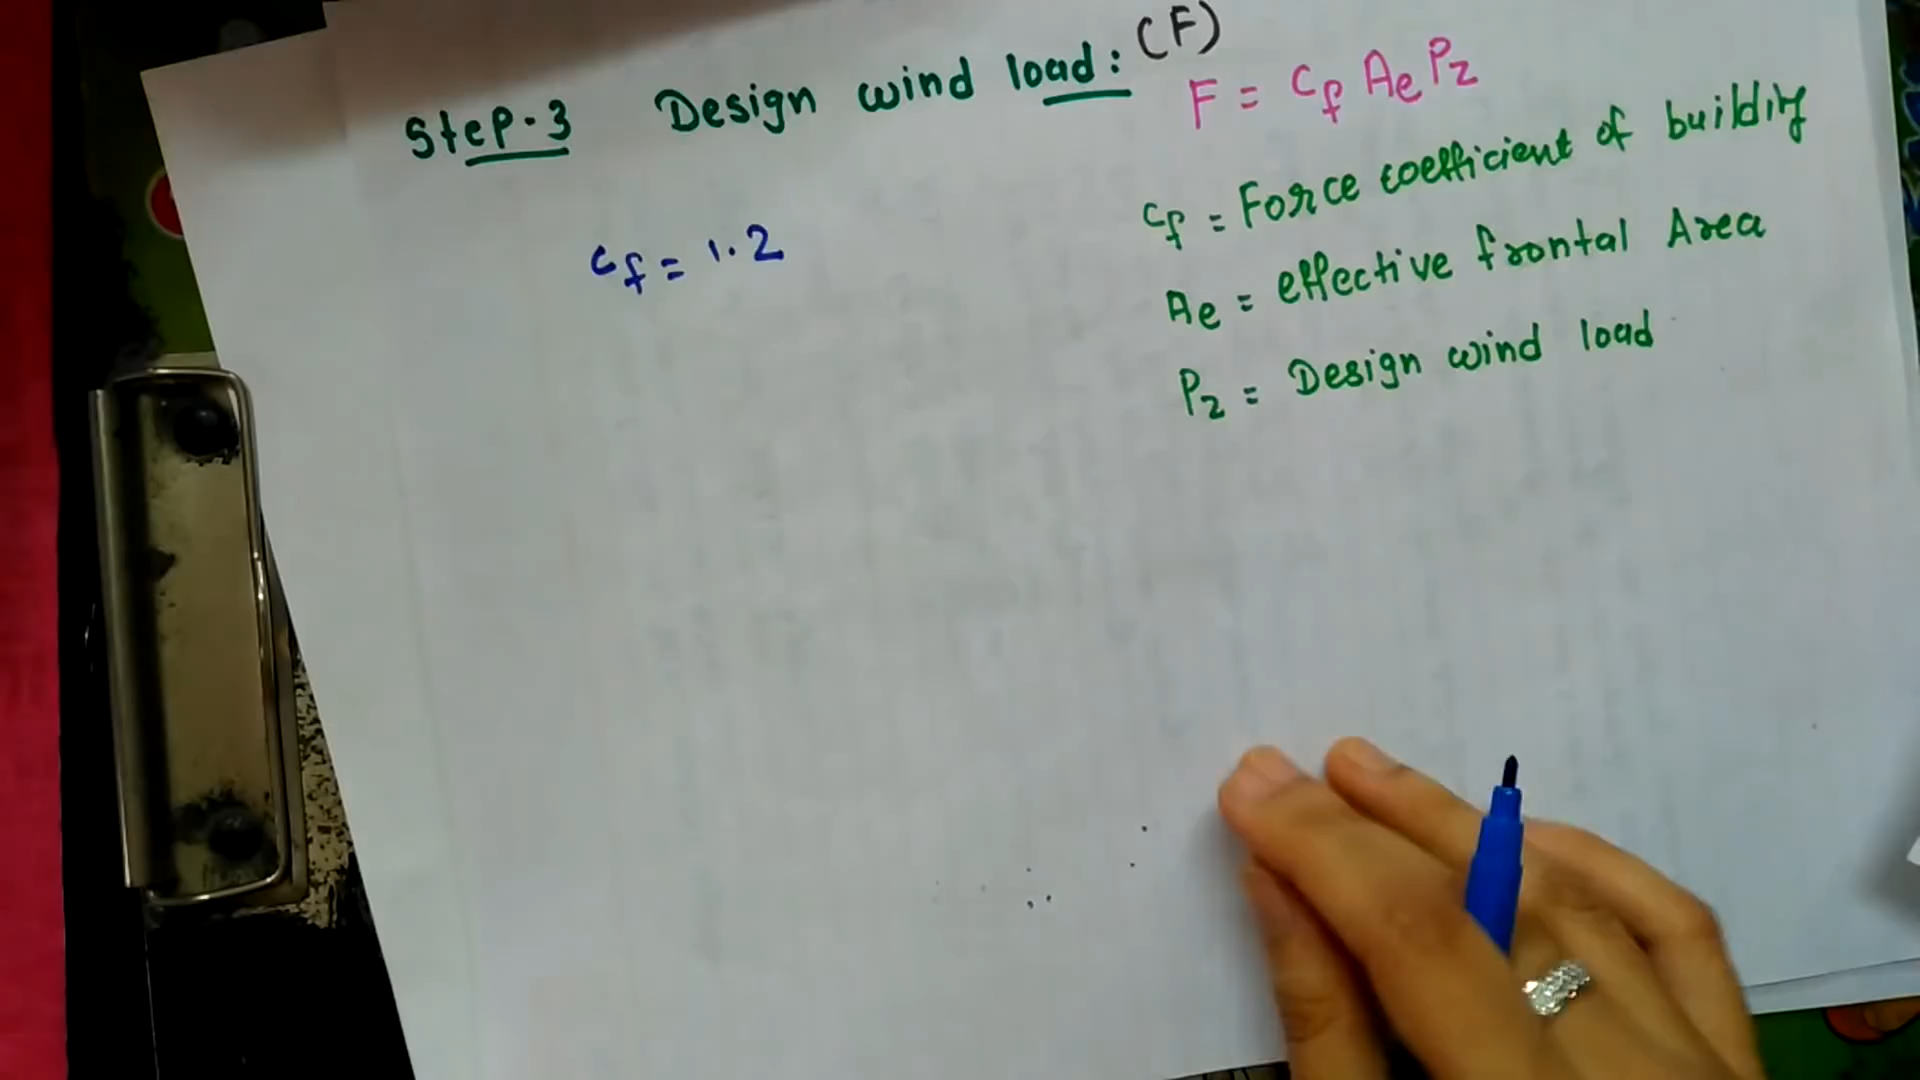 Step.3 Design wind load: (F)
F = Cf Ae Pz
Cf = Force coefficient of building
Cf = 1.2
Ae = effective frontal Area
Pz = Design wind load